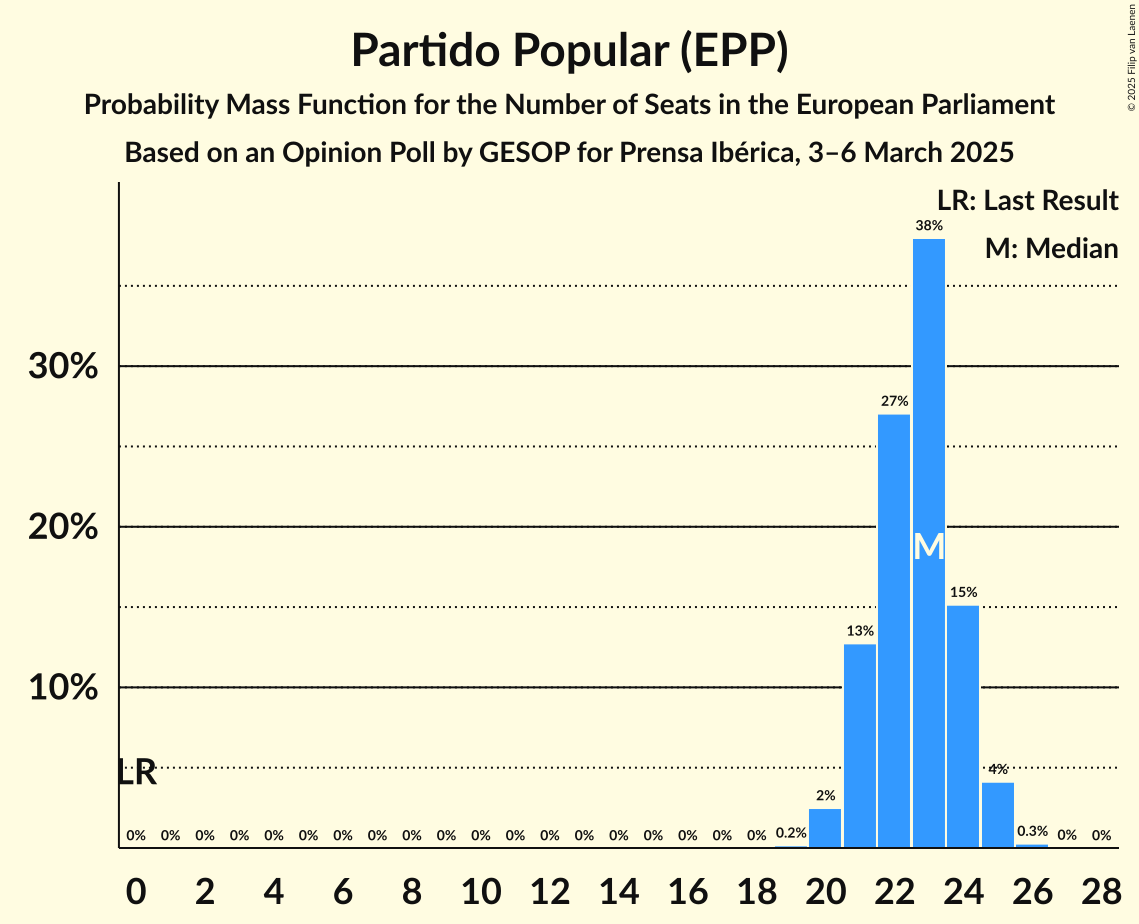 Partido Popular (EPP)
Probability Mass Function for the Number of Seats in the European Parliament
Based on an Opinion Poll by GESOP for Prensa Ibérica, 3–6 March 2025
© 2025 Filip van Laenen
LR: Last Result
M: Median
38%
30%
27%
20%
M
15%
13%
10%
LR
4%
2%
0% 0% 0% 0% 0% 0% 0% 0% 0% 0% 0% 0% 0% 0% 0% 0% 0% 0% 0% 0.2% 0.3% 0% 0%
0 2 4 6 8 10 12 14 16 18 20 22 24 26 28